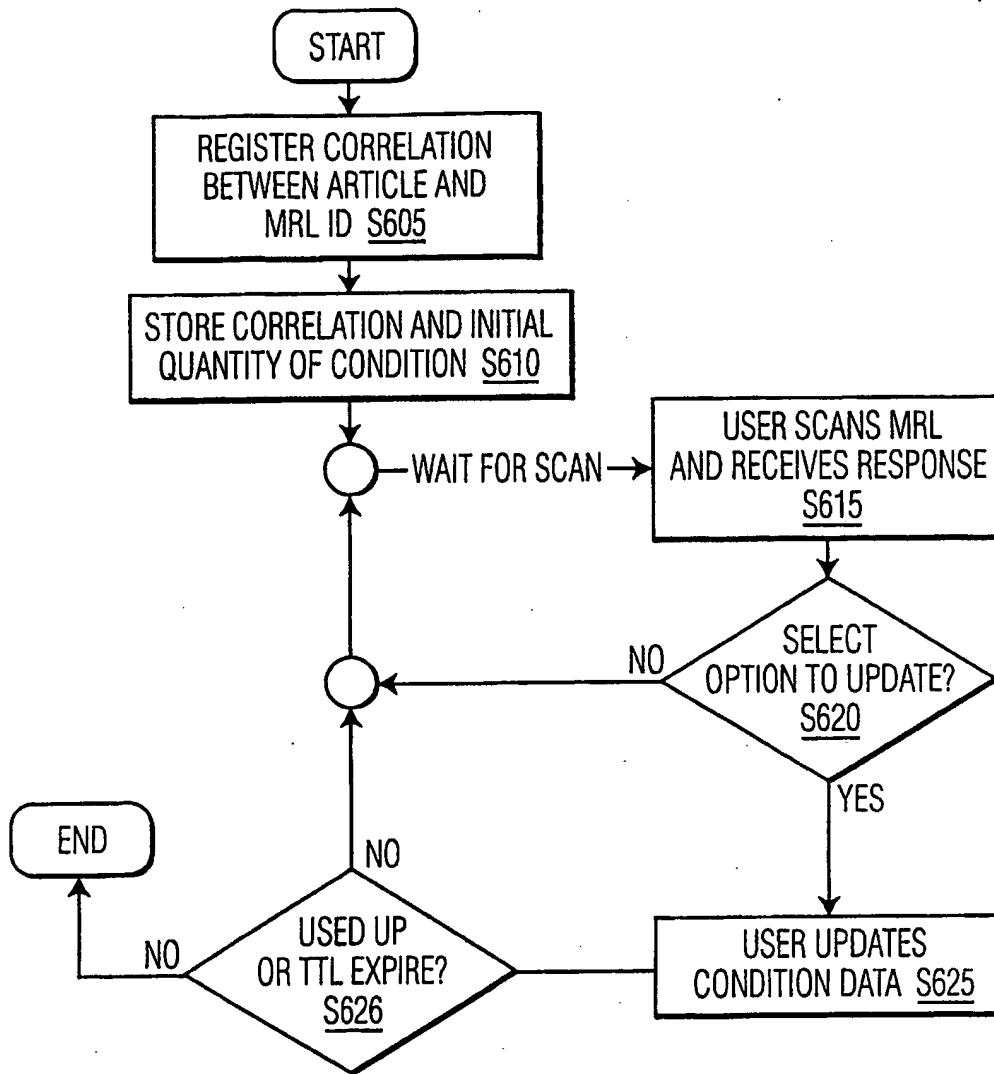 START
REGISTER CORRELATION
BETWEEN ARTICLE AND
MRL ID S605
STORE CORRELATION AND INITIAL
QUANTITY OF CONDITION S610
WAIT FOR SCAN
USER SCANS MRL
AND RECEIVES RESPONSE
S615
SELECT
OPTION TO UPDATE?
S620
NO
YES
USER UPDATES
CONDITION DATA S625
USED UP
OR TTL EXPIRE?
S626
NO
NO
END